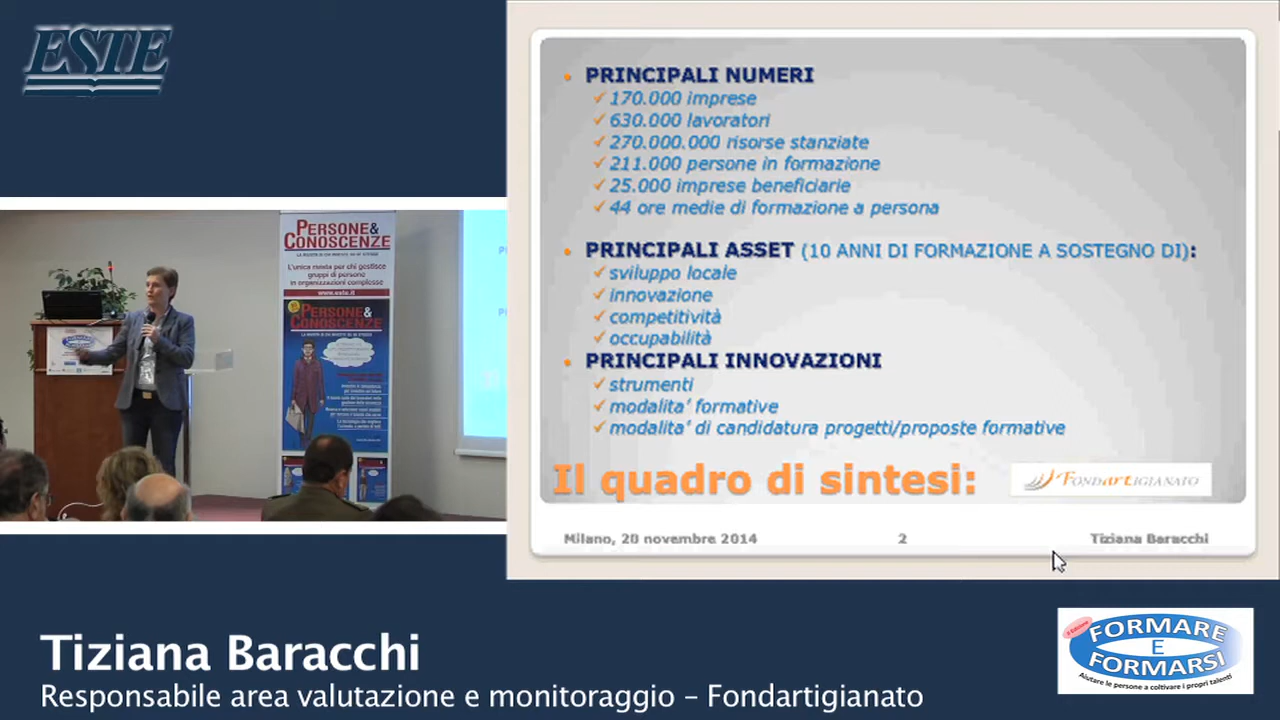 ESTE
PRINCIPALI NUMERI
170.000 imprese
630.000 lavoratori
270.000.000 risorse stanziate
211.000 persone in formazione
25.000 imprese beneficiarie
44 ore medie di formazione a persona
PRINCIPALI ASSET (10 ANNI DI FORMAZIONE A SOSTEGNO DI):
sviluppo locale
innovazione
competitività
occupabilità
PRINCIPALI INNOVAZIONI
strumenti
modalita' formative
modalita' di candidatura progetti/proposte formative
Il quadro di sintesi:
FONDARTIGIANATO
Milano, 20 novembre 2014
2
Tiziana Baracchi
PERSONE&
CONOSCENZE
L'unica rivista per chi gestisce
gruppi di persone
in organizzazioni complesse
www.este.it
PERSONE&
CONOSCENZE
Tiziana Baracchi
Responsabile area valutazione e monitoraggio – Fondartigianato
FORMARE
E
FORMARSI
Aiutare le persone a coltivare i propri talenti